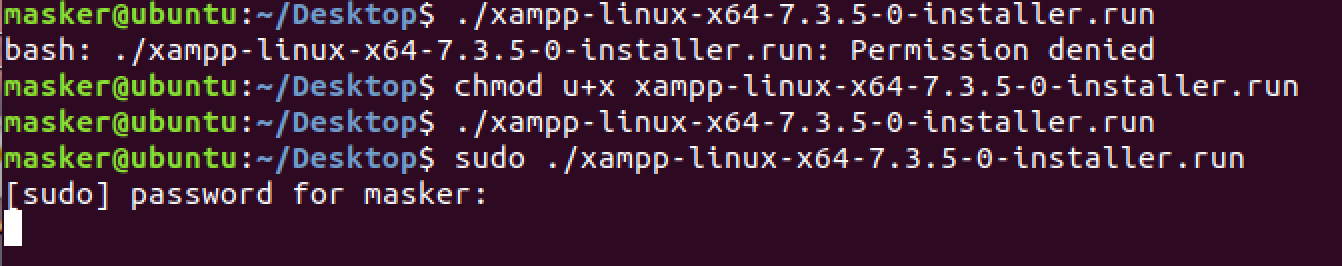 masker@ubuntu:~/Desktop$ ./xampp-linux-x64-7.3.5-0-installer.run
bash: ./xampp-linux-x64-7.3.5-0-installer.run: Permission denied
masker@ubuntu:~/Desktop$ chmod u+x xampp-linux-x64-7.3.5-0-installer.run
masker@ubuntu:~/Desktop$ ./xampp-linux-x64-7.3.5-0-installer.run
masker@ubuntu:~/Desktop$ sudo ./xampp-linux-x64-7.3.5-0-installer.run
[sudo] password for masker: